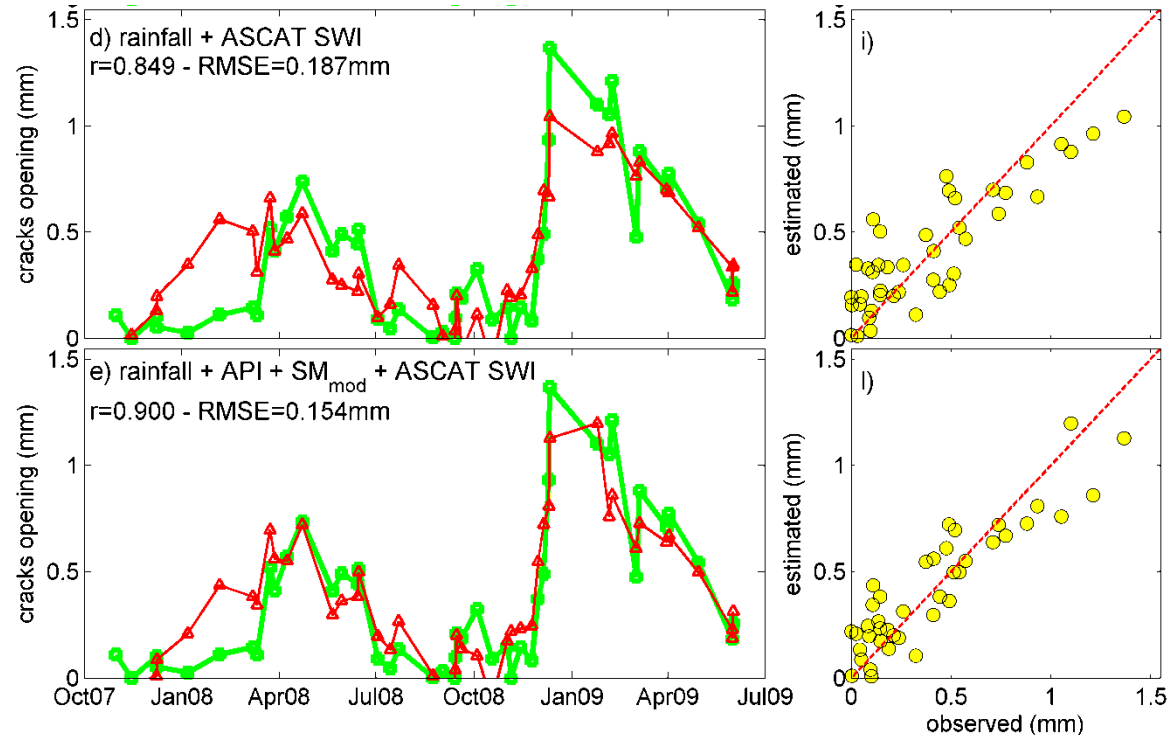 1.5
1
0.5
0
cracks opening (mm)
d) rainfall + ASCAT SWI
r=0.849 - RMSE=0.187mm
1.5
1
0.5
0
estimated (mm)
i)
1.5
1
0.5
0
cracks opening (mm)
e) rainfall + API + SMmod + ASCAT SWI
r=0.900 - RMSE=0.154mm
Oct07 Jan08 Apr08 Jul08 Oct08 Jan09 Apr09 Jul09
1.5
1
0.5
0
estimated (mm)
l)
0 0.5 1 1.5
observed (mm)